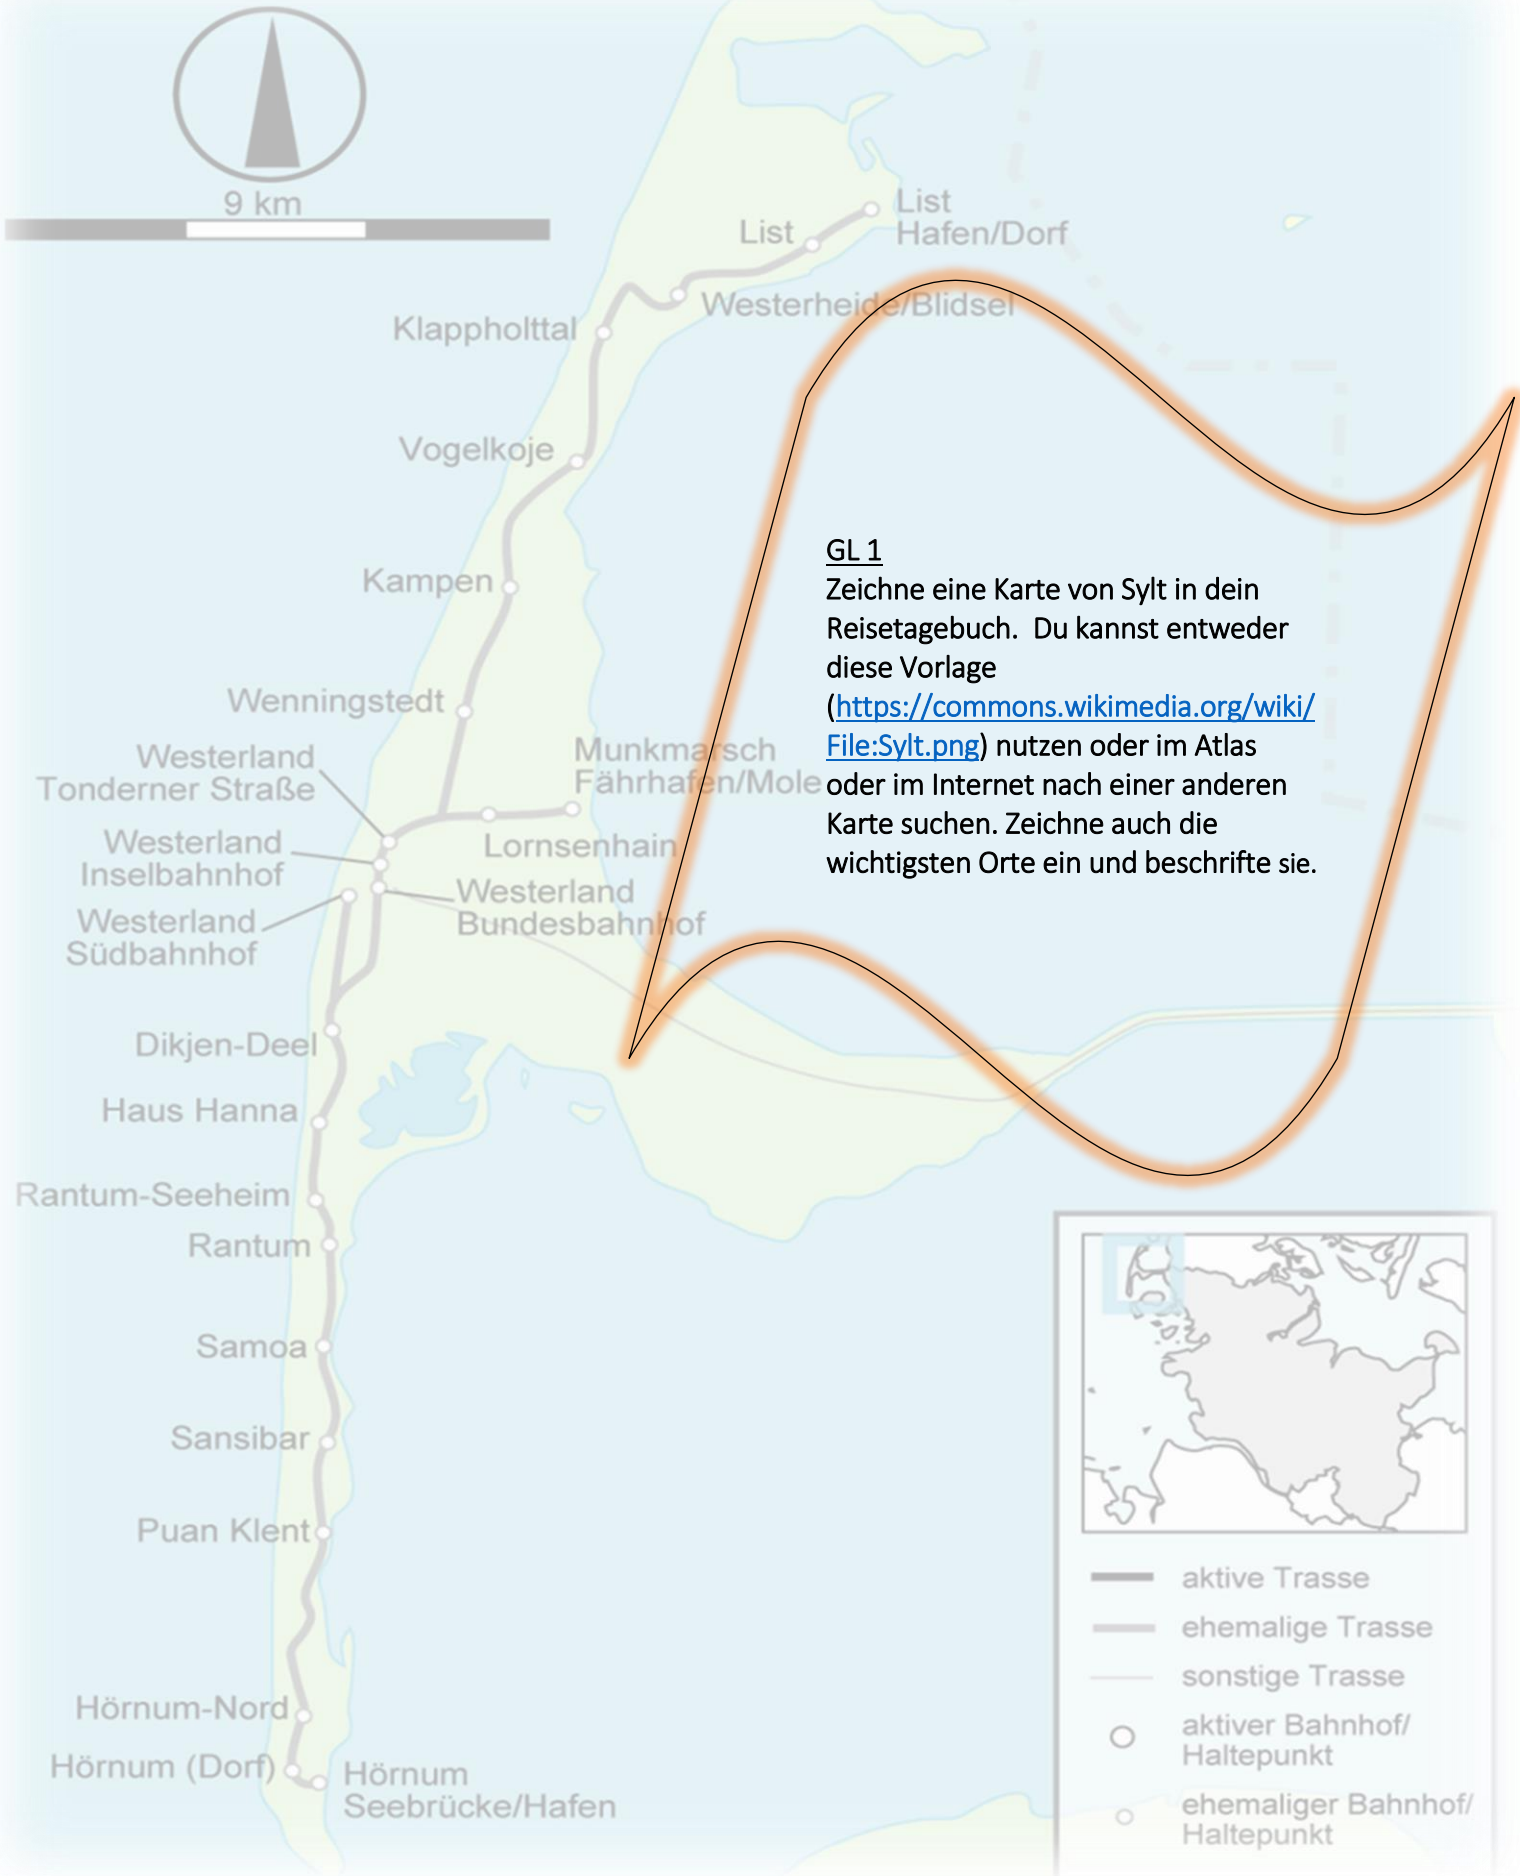 9 km
List
Hafen/Dorf
List
Westerheide/Blidsel
Klappholttal
Vogelkoje
Kampen
Wenningstedt
Westerland
Tonderner Straße
Munkmarsch
Fährhafen/Mole
Westerland
Inselbahnhof
Lornsenhain
Westerland
Bundesbahnhof
Westerland
Südbahnhof
Dikjen-Deel
Haus Hanna
Rantum-Seeheim
Rantum
Samoa
Sansibar
Puan Klent
Hörnum-Nord
Hörnum (Dorf)
Hörnum
Seebrücke/Hafen
GL 1
Zeichne eine Karte von Sylt in dein
Reisetagebuch.  Du kannst entweder
diese Vorlage
(https://commons.wikimedia.org/wiki/
File:Sylt.png) nutzen oder im Atlas
oder im Internet nach einer anderen
Karte suchen. Zeichne auch die
wichtigsten Orte ein und beschrifte sie.
aktive Trasse
ehemalige Trasse
sonstige Trasse
aktiver Bahnhof/
Haltepunkt
ehemaliger Bahnhof/
Haltepunkt